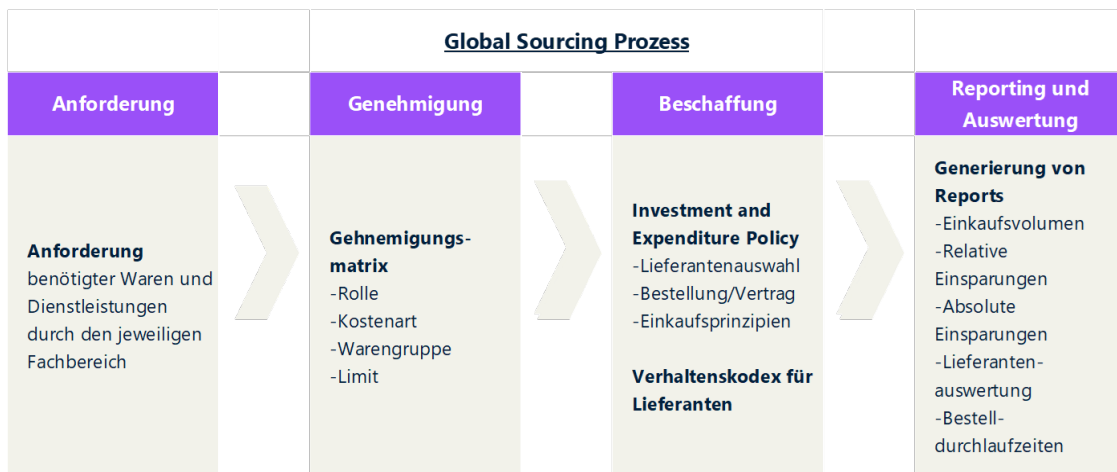 Global Sourcing Prozess
Anforderung
Anforderung
benötigter Waren und
Dienstleistungen
durch den jeweiligen
Fachbereich
Genehmigung
Gehnemigungs-
matrix
-Rolle
-Kostenart
-Warengruppe
-Limit
Beschaffung
Investment and
Expenditure Policy
-Lieferantenauswahl
-Bestellung/Vertrag
-Einkaufsprinzipien
Verhaltenskodex für
Lieferanten
Reporting und
Auswertung
Generierung von
Reports
-Einkaufsvolumen
-Relative
Einsparungen
-Absolute
Einsparungen
-Lieferanten-
auswertung
-Bestell-
durchlaufzeiten